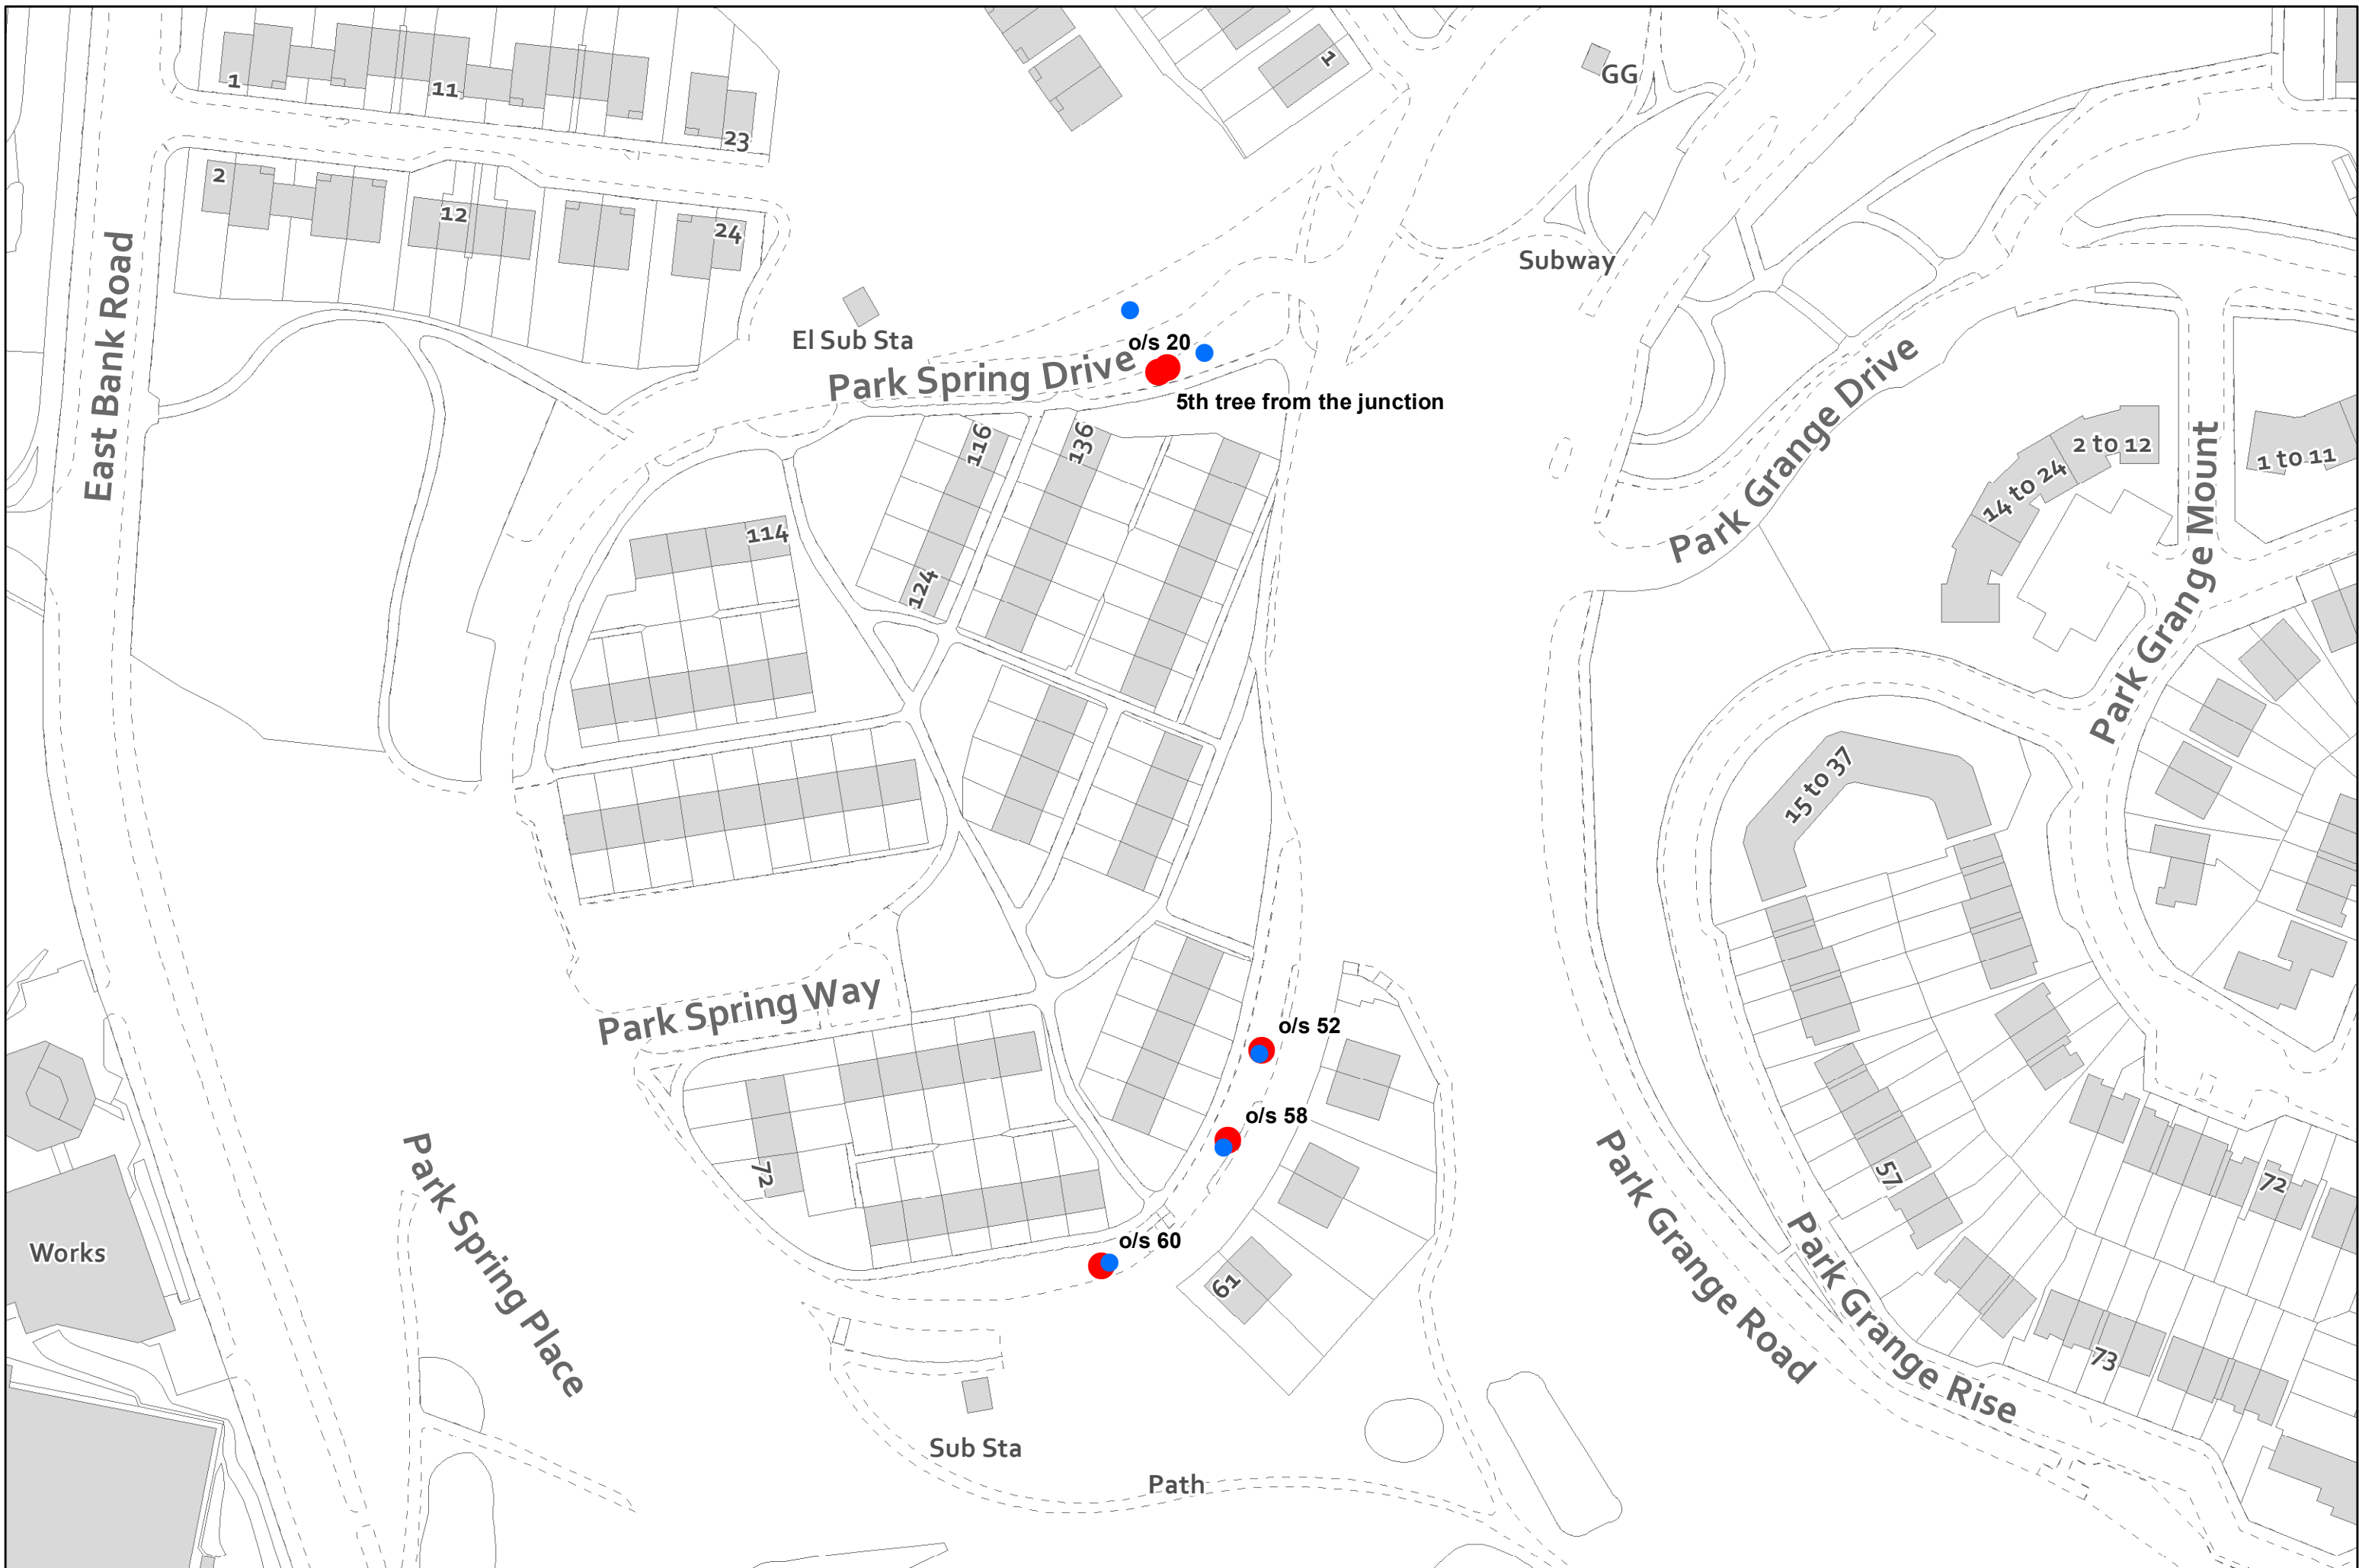 1
11
23
1
GG
2
12
24
Subway
East Bank Road
El Sub Sta
o/s 20
Park Spring Drive
5th tree from the junction
Park Grange Drive
116
136
124
114
2 to 12
14 to 24
1 to 11
Park Grange Mount
15 to 37
Park Spring Way
o/s 52
o/s 58
72
57
72
Park Spring Place
Works
o/s 60
61
Park Grange Road
Park Grange Rise
73
Sub Sta
Path